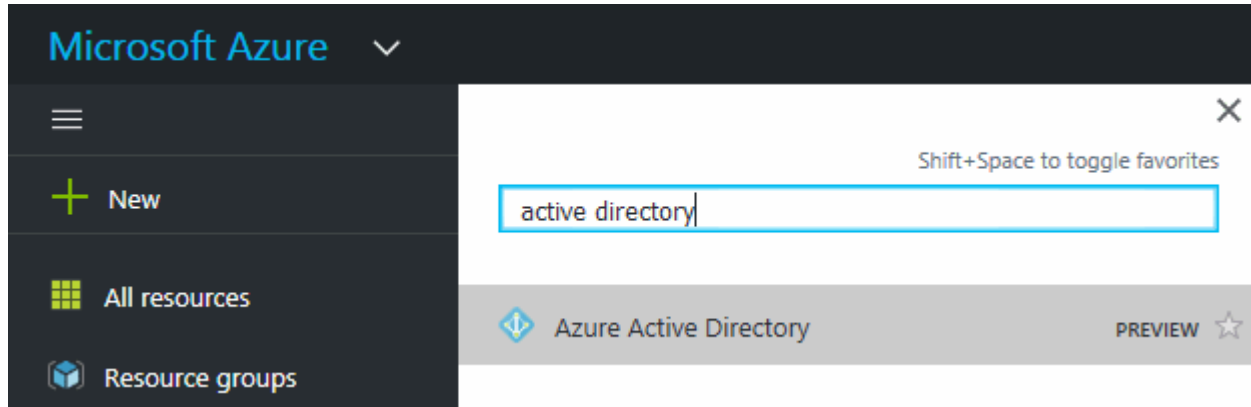 Microsoft Azure
New
All resources
Resource groups
Shift+Space to toggle favorites
active directory
Azure Active Directory PREVIEW